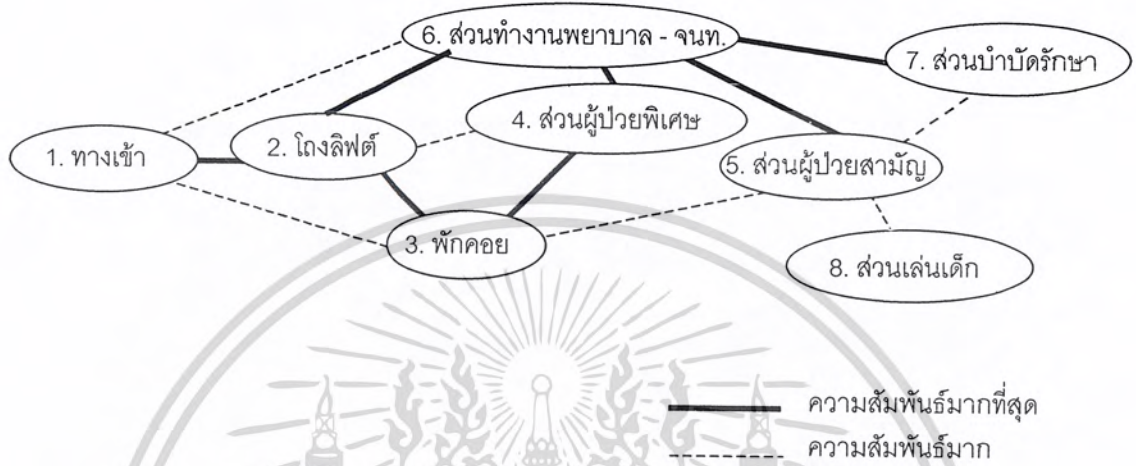 6. ส่วนทำงานพยาบาล - จนท.
7. ส่วนบำบัดรักษา
4. ส่วนผู้ป่วยพิเศษ
1. ทางเข้า
2. โถงลิฟต์
5. ส่วนผู้ป่วยสามัญ
3. พักคอย
8. ส่วนเล่นเด็ก
ความสัมพันธ์มากที่สุด
ความสัมพันธ์มาก